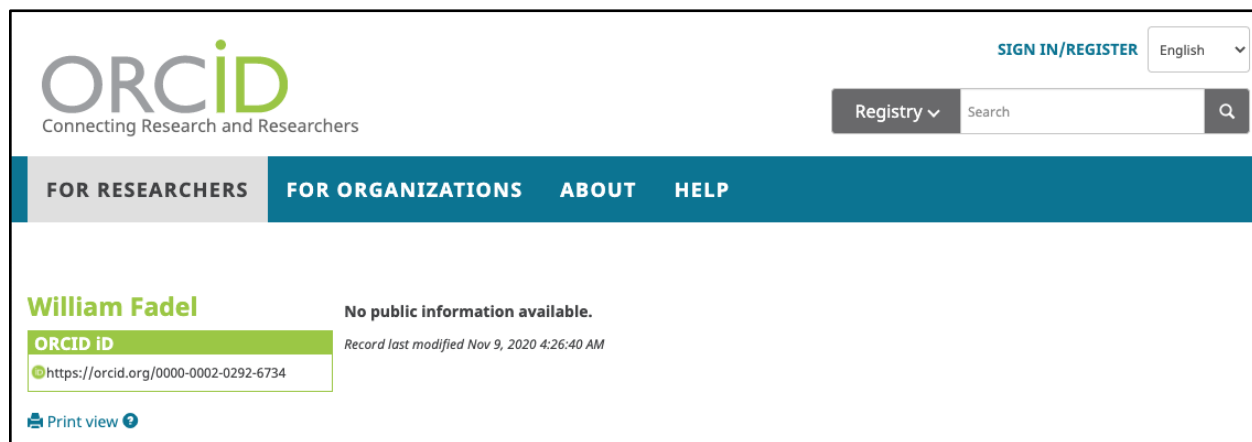 SIGN IN/REGISTER English
ORCiD
Connecting Research and Researchers
Registry Search
FOR RESEARCHERS FOR ORGANIZATIONS ABOUT HELP
William Fadel
No public information available.
ORCID iD
Record last modified Nov 9, 2020 4:26:40 AM
iD https://orcid.org/0000-0002-0292-6734
Print view ?